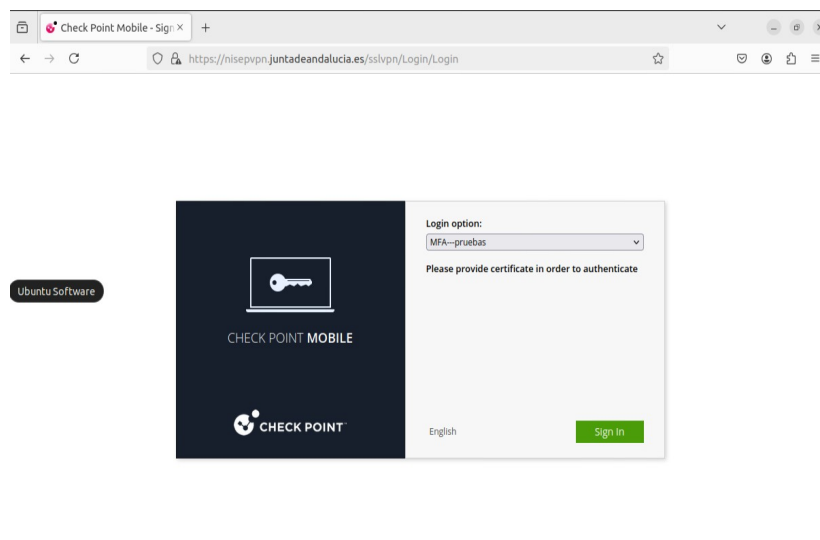 Check Point Mobile - Sign
https://nisepvpn.juntadeandalucia.es/sslvpn/Login/Login
Login option:
MFA---pruebas
Please provide certificate in order to authenticate
Ubuntu Software
CHECK POINT MOBILE
CHECK POINT
English
Sign In